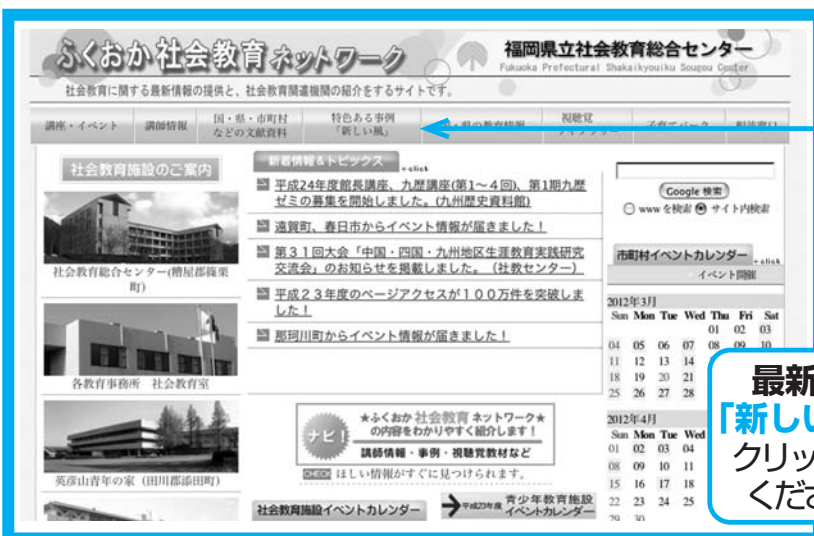 ふくおか社会教育ネットワーク
福岡県立社会教育総合センター
Fukuoka Prefectural Shakaikyouiku Sougou Center
社会教育に関する最新情報の提供と、社会教育関連機関の紹介をするサイトです。
講座・イベント
講師情報
国・県・市町村
などの文献資料
特色ある事例
「新しい風」
県の教育情報
視聴覚
子育てパーク
相談窓口
社会教育施設のご案内
社会教育総合センター(糟屋郡篠栗
町)
各教育事務所 社会教育室
英彦山青年の家 (田川郡添田町)
新着情報&トピックス
+click
平成24年度館長講座、九歴講座(第1～4回)、第1期九歴
ゼミの募集を開始しました。(九州歴史資料館)
遠賀町、春日市からイベント情報が届きました！
第３１回大会「中国・四国・九州地区生涯教育実践研究
交流会」のお知らせを掲載しました。（社教センター）
平成２３年度のページアクセスが１００万件を突破しま
した！
那珂川町からイベント情報が届きました！
ナビ！
★ふくおか 社会教育 ネットワーク★
の内容をわかりやすく紹介します！
講師情報・事例・視聴覚教材など
CHECK ほしい情報がすぐに見つけられます。
社会教育施設イベントカレンダー
平成23年度 青少年教育施設
イベントカレンダー
Google 検索
wwwを検索 サイト内検索
市町村イベントカレンダー
+click
イベント開催
2012年3月
Sun Mon Tue Wed Thu Fri Sat
01 02 03
04 05 06 07 08 09 10
11 12 13 14
18 19 20 21
25 26 27 28
2012年4月
Sun Mon Tue Wed
01 02 03 04
08 09 10 11
15 16 17 18
22 23 24 25
29 30
最新
「新しい
クリッ
くださ